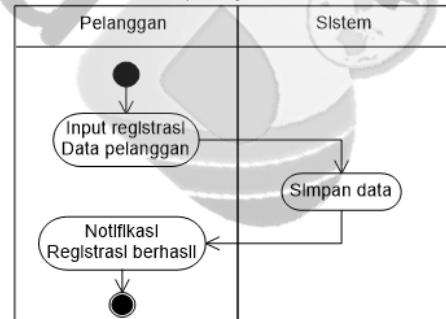 Pelanggan
Sistem
Input registrasi
Data pelanggan
Simpan data
Notifikasi
Registrasi berhasil